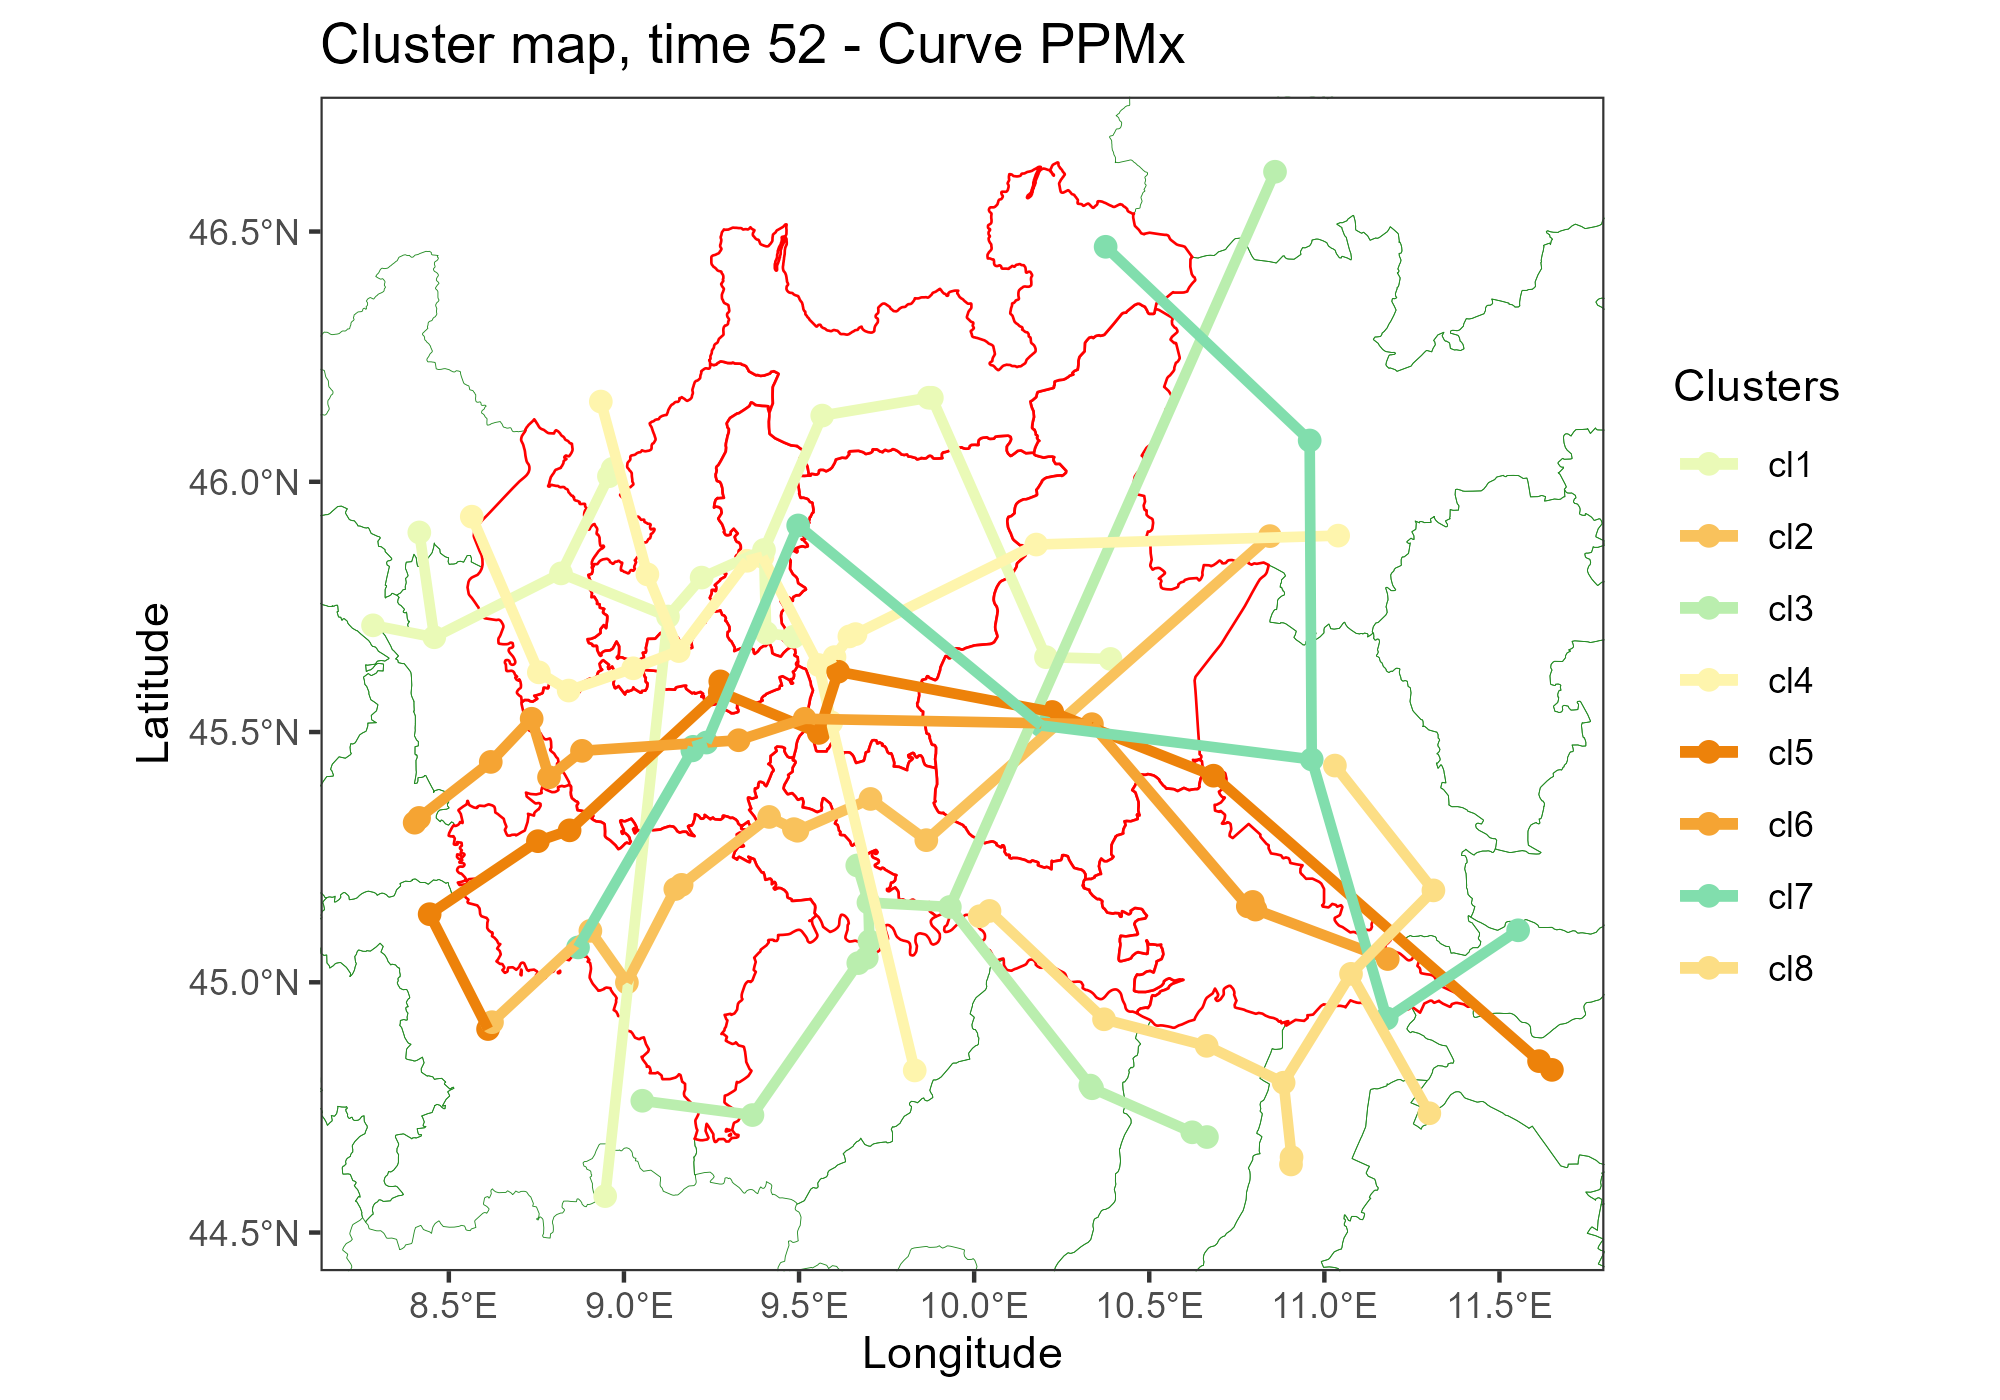 Cluster map, time 52 - Curve PPMx
46.5°N
46.0°N
45.5°N
45.0°N
44.5°N
Latitude
8.5°E
9.0°E
9.5°E
10.0°E
10.5°E
11.0°E
11.5°E
Longitude
Clusters
cl1
cl2
cl3
cl4
cl5
cl6
cl7
cl8